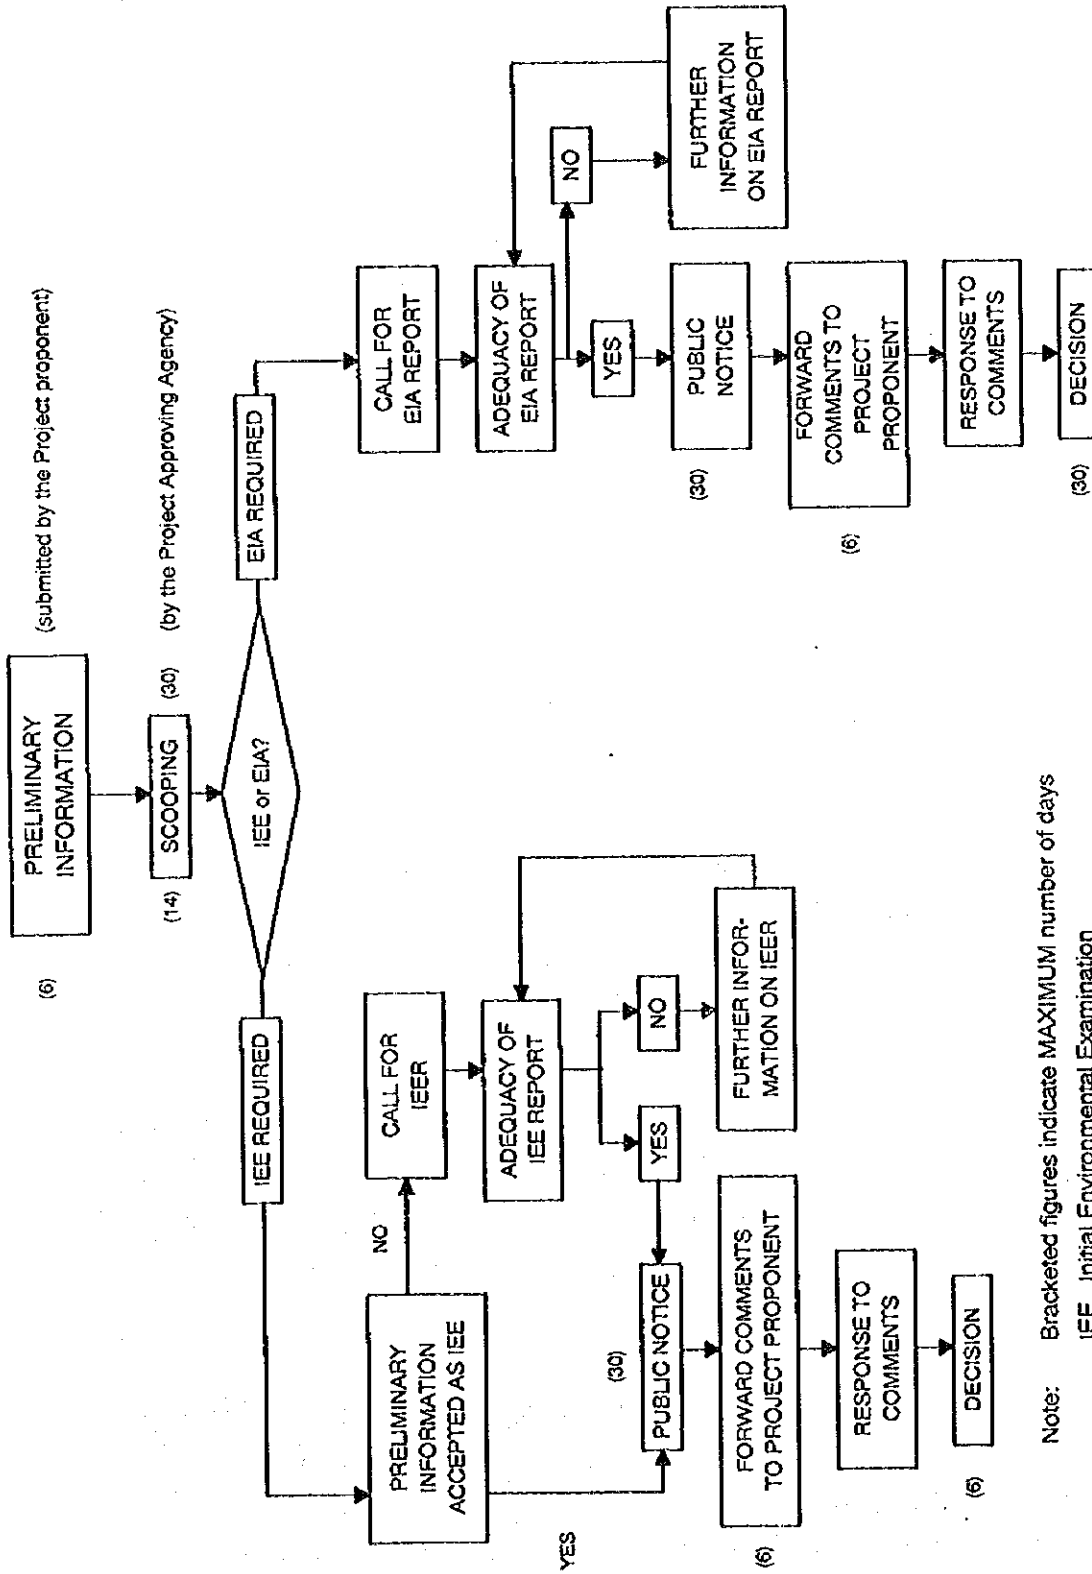 PRELIMINARY
INFORMATION
(6)
(submitted by the Project proponent)
(14)
SCOOPING
(30)
(by the Project Approving Agency)
IEE or EIA?
IEE REQUIRED
EIA REQUIRED
PRELIMINARY
INFORMATION
ACCEPTED AS IEE
NO
YES
CALL FOR
IEER
ADEQUACY OF
IEE REPORT
YES
NO
FURTHER INFOR-
MATION ON IEER
(30)
PUBLIC NOTICE
FORWARD COMMENTS
TO PROJECT PROPONENT
(6)
RESPONSE TO
COMMENTS
DECISION
(6)
CALL FOR
EIA REPORT
ADEQUACY OF
EIA REPORT
NO
YES
FURTHER
INFORMATION
ON EIA REPORT
PUBLIC
NOTICE
(30)
FORWARD
COMMENTS TO
PROJECT
PROPONENT
(6)
RESPONSE TO
COMMENTS
DECISION
(30)
Note: Bracketed figures indicate MAXIMUM number of days
IEE Initial Environmental Examination